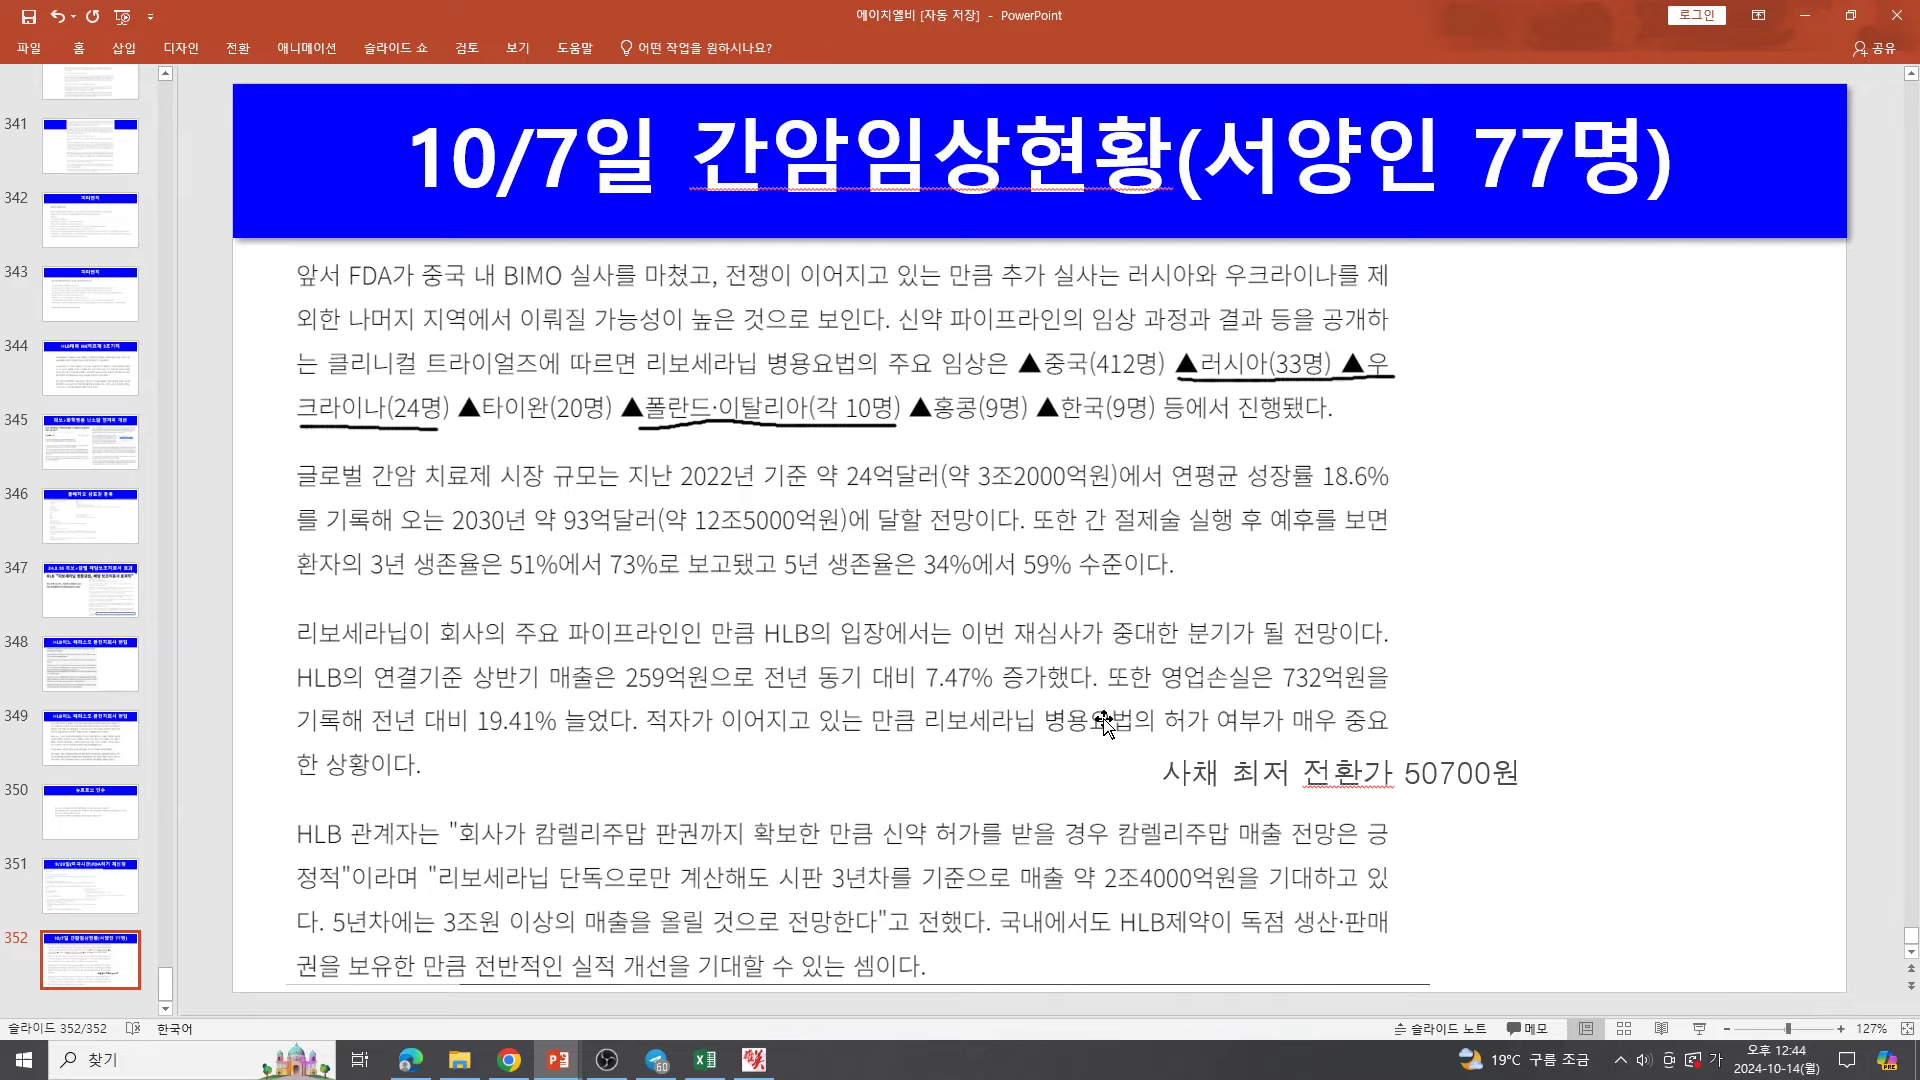 에이치앨비 [자동 저장] - PowerPoint
로그인
파일 홈 삽입 디자인 전환 애니메이션 슬라이드 쇼 검토 보기 도움말 어떤 작업을 원하시나요?
공유
341
342
343
344
345
346
347
348
349
350
351
352
10/7일 간암임상현황(서양인 77명)
앞서 FDA가 중국 내 BIMO 실사를 마쳤고, 전쟁이 이어지고 있는 만큼 추가 실사는 러시아와 우크라이나를 제
외한 나머지 지역에서 이뤄질 가능성이 높은 것으로 보인다. 신약 파이프라인의 임상 과정과 결과 등을 공개하
는 클리니컬 트라이얼즈에 따르면 리보세라닙 병용요법의 주요 임상은 ▲중국(412명) ▲러시아(33명) ▲우
크라이나(24명) ▲타이완(20명) ▲폴란드·이탈리아(각 10명) ▲홍콩(9명) ▲한국(9명) 등에서 진행됐다.
글로벌 간암 치료제 시장 규모는 지난 2022년 기준 약 24억달러(약 3조2000억원)에서 연평균 성장률 18.6%
를 기록해 오는 2030년 약 93억달러(약 12조5000억원)에 달할 전망이다. 또한 간 절제술 실행 후 예후를 보면
환자의 3년 생존율은 51%에서 73%로 보고됐고 5년 생존율은 34%에서 59% 수준이다.
리보세라닙이 회사의 주요 파이프라인인 만큼 HLB의 입장에서는 이번 재심사가 중대한 분기가 될 전망이다.
HLB의 연결기준 상반기 매출은 259억원으로 전년 동기 대비 7.47% 증가했다. 또한 영업손실은 732억원을
기록해 전년 대비 19.41% 늘었다. 적자가 이어지고 있는 만큼 리보세라닙 병용요법의 허가 여부가 매우 중요
한 상황이다.
사채 최저 전환가 50700원
HLB 관계자는 "회사가 캄렐리주맙 판권까지 확보한 만큼 신약 허가를 받을 경우 캄렐리주맙 매출 전망은 긍
정적"이라며 "리보세라닙 단독으로만 계산해도 시판 3년차를 기준으로 매출 약 2조4000억원을 기대하고 있
다. 5년차에는 3조원 이상의 매출을 올릴 것으로 전망한다"고 전했다. 국내에서도 HLB제약이 독점 생산·판매
권을 보유한 만큼 전반적인 실적 개선을 기대할 수 있는 셈이다.
슬라이드 352/352 한국어
슬라이드 노트 메모 127%
찾기
60
19°C 구름 조금
가
오후 12:44
2024-10-14(월)